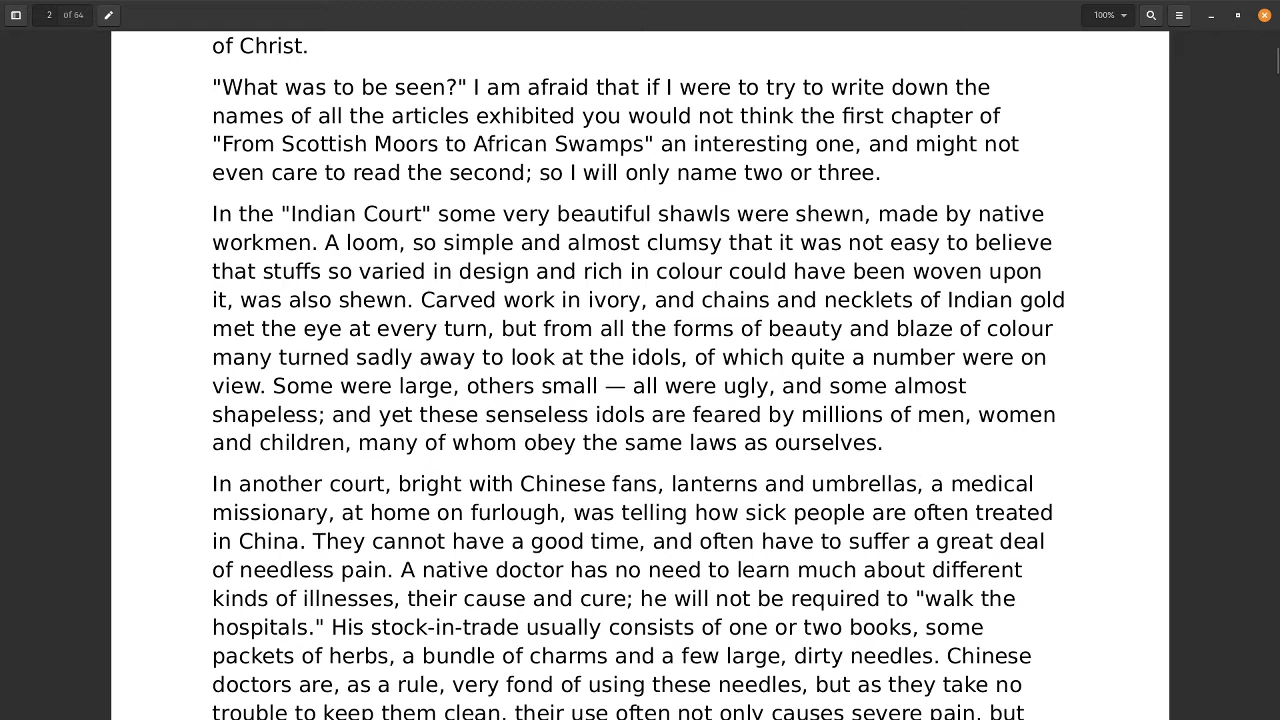 2 of 64
100%
of Christ.
"What was to be seen?" I am afraid that if I were to try to write down the
names of all the articles exhibited you would not think the first chapter of
"From Scottish Moors to African Swamps" an interesting one, and might not
even care to read the second; so I will only name two or three.
In the "Indian Court" some very beautiful shawls were shewn, made by native
workmen. A loom, so simple and almost clumsy that it was not easy to believe
that stuffs so varied in design and rich in colour could have been woven upon
it, was also shewn. Carved work in ivory, and chains and necklets of Indian gold
met the eye at every turn, but from all the forms of beauty and blaze of colour
many turned sadly away to look at the idols, of which quite a number were on
view. Some were large, others small — all were ugly, and some almost
shapeless; and yet these senseless idols are feared by millions of men, women
and children, many of whom obey the same laws as ourselves.
In another court, bright with Chinese fans, lanterns and umbrellas, a medical
missionary, at home on furlough, was telling how sick people are often treated
in China. They cannot have a good time, and often have to suffer a great deal
of needless pain. A native doctor has no need to learn much about different
kinds of illnesses, their cause and cure; he will not be required to "walk the
hospitals." His stock-in-trade usually consists of one or two books, some
packets of herbs, a bundle of charms and a few large, dirty needles. Chinese
doctors are, as a rule, very fond of using these needles, but as they take no
trouble to keep them clean, their use often not only causes severe pain, but